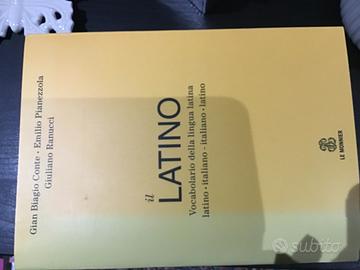 Gian Biagio Conte · Emilio Pianezzola
Giuliano Ranucci
il
LATINO
Vocabolario della lingua latina
latino · italiano - italiano · latino
LE MONNIER
subito